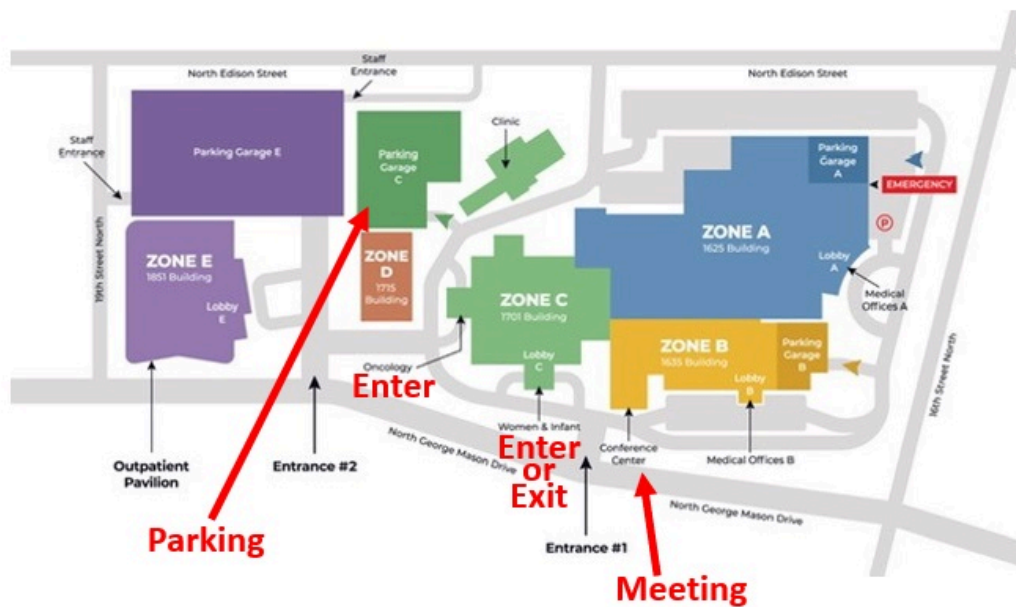 North Edison Street
Staff
Entrance
North Edison Street
Clinic
Parking Garage E
Parking
Garage
C
Parking
Garage
A
Staff
Entrance
EMERGENCY
P
19th Street North
ZONE E
1851 Building
Lobby
E
ZONE
D
1715
Building
ZONE A
1625 Building
Lobby
A
Medical
Offices A
ZONE C
1701 Building
Lobby
C
ZONE B
1635 Building
Parking
Garage
B
Lobby
B
16th Street North
Oncology
Enter
Women & Infant
Enter
or
Exit
Conference
Center
Medical Offices B
North George Mason Drive
Outpatient
Pavilion
Entrance #2
North George Mason Drive
Parking
Entrance #1
Meeting